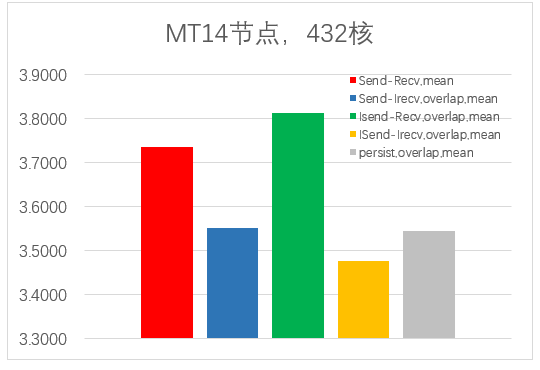 MT14节点，432核
3.9000
3.8000
3.7000
3.6000
3.5000
3.4000
3.3000
Send-Recv,mean
Send-Irecv,overlap,mean
Isend-Recv,overlap,mean
ISend-Irecv,overlap,mean
persist,overlap,mean